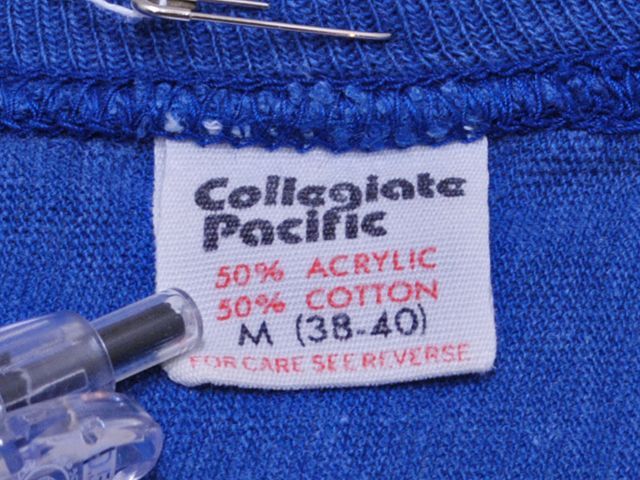 Collegiate
Pacific
50% ACRYLIC
50% COTTON
M (38-40)
FOR CARE SEE REVERSE